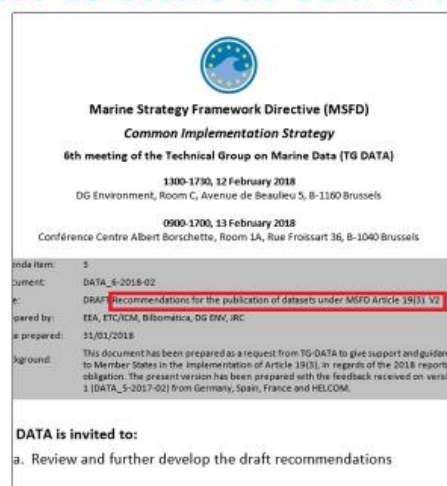 Marine Strategy Framework Directive (MSFD)
Common Implementation Strategy
6th meeting of the Technical Group on Marine Data (TG DATA)
1300-1730, 12 February 2018
DG Environment, Room C, Avenue de Beaulieu 5, B-1160 Brussels
0900-1700, 13 February 2018
Conférence Centre Albert Borschette, Room 1A, Rue Froissart 36, B-1040 Brussels
enda item: 5
cument: DATA_6-2018-02
e: DRAFT Recommendations for the publication of datasets under MSFD Article 19(3). V2
epared by: EEA, ETC/ICM, Bilbomática, DG ENV, JRC
e prepared: 31/01/2018
kground: This document has been prepared as a request from TG-DATA to give support and guidan
to Member States in the implementation of Article 19(3), in regards of the 2018 reporti
obligation. The present version has been prepared with the feedback received on versi
1 (DATA_5-2017-02) from Germany, Spain, France and HELCOM.
DATA is invited to:
a. Review and further develop the draft recommendations